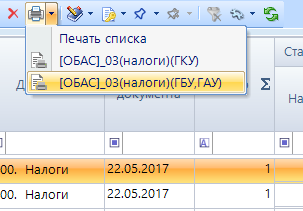 Печать списка
[ОБАС]_03(налоги)(ГКУ)
[ОБАС]_03(налоги)(ГБУ,ГАУ)
Ста
Д
документа
Σ
На
А
00. Налоги 22.05.2017 1
00. Налоги 22.05.2017 1